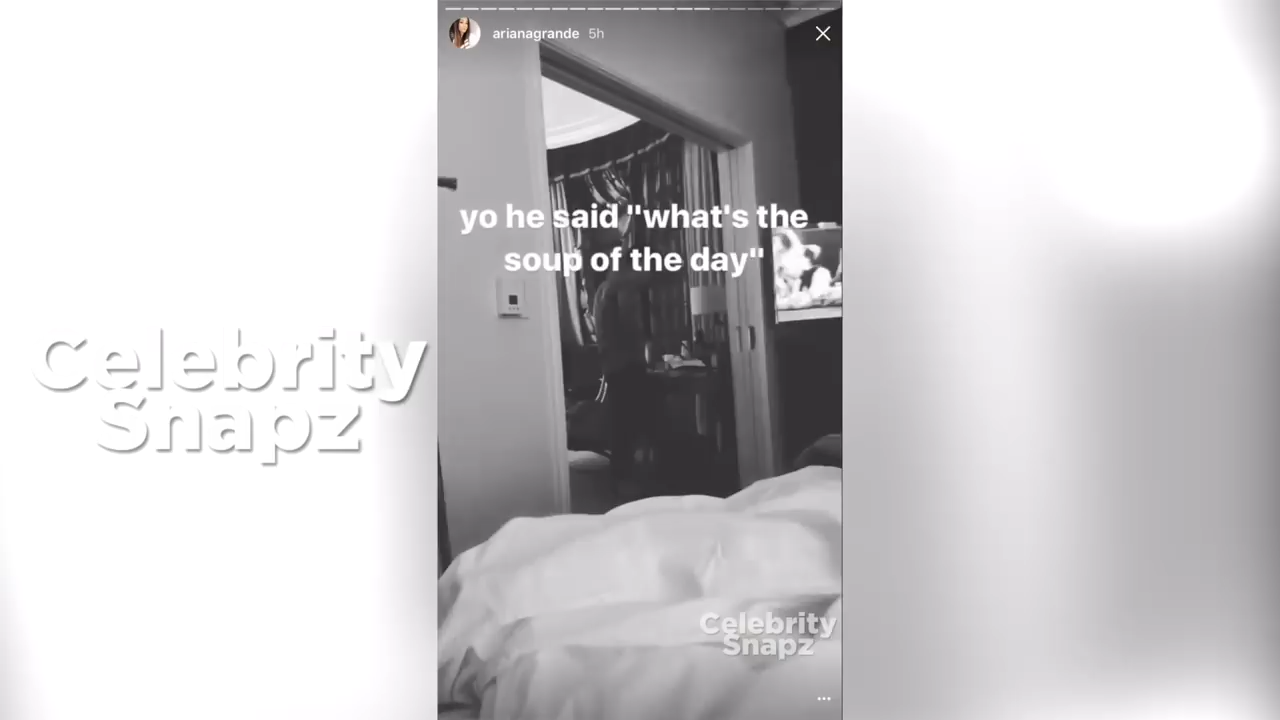 arianagrande 5h
yo he said "what's the
soup of the day"
Celebrity
Snapz
Celebrity
Snapz